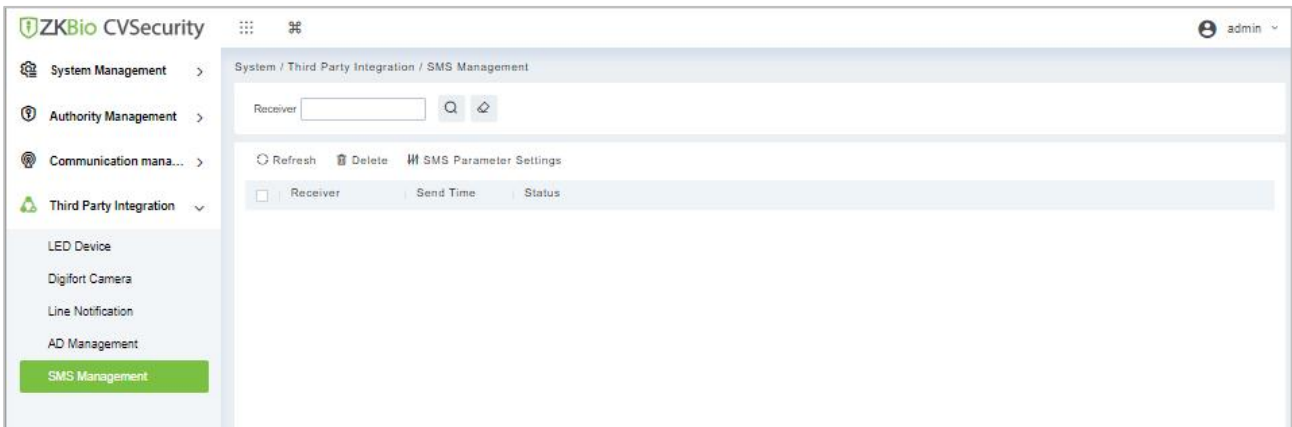 ZKBio CVSecurity
admin
System Management
Authority Management
Communication mana...
Third Party Integration
LED Device
Digifort Camera
Line Notification
AD Management
SMS Management
System / Third Party Integration / SMS Management
Receiver
Refresh Delete SMS Parameter Settings
Receiver Send Time Status